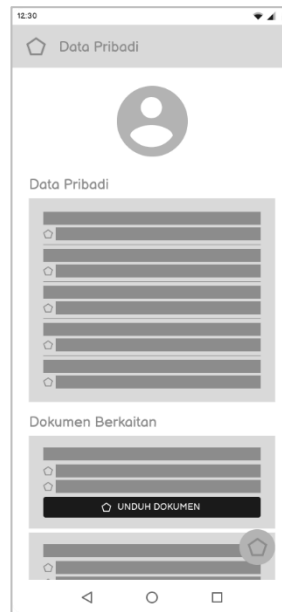 12:30
Data Pribadi
Data Pribadi
Dokumen Berkaitan
UNDUH DOKUMEN